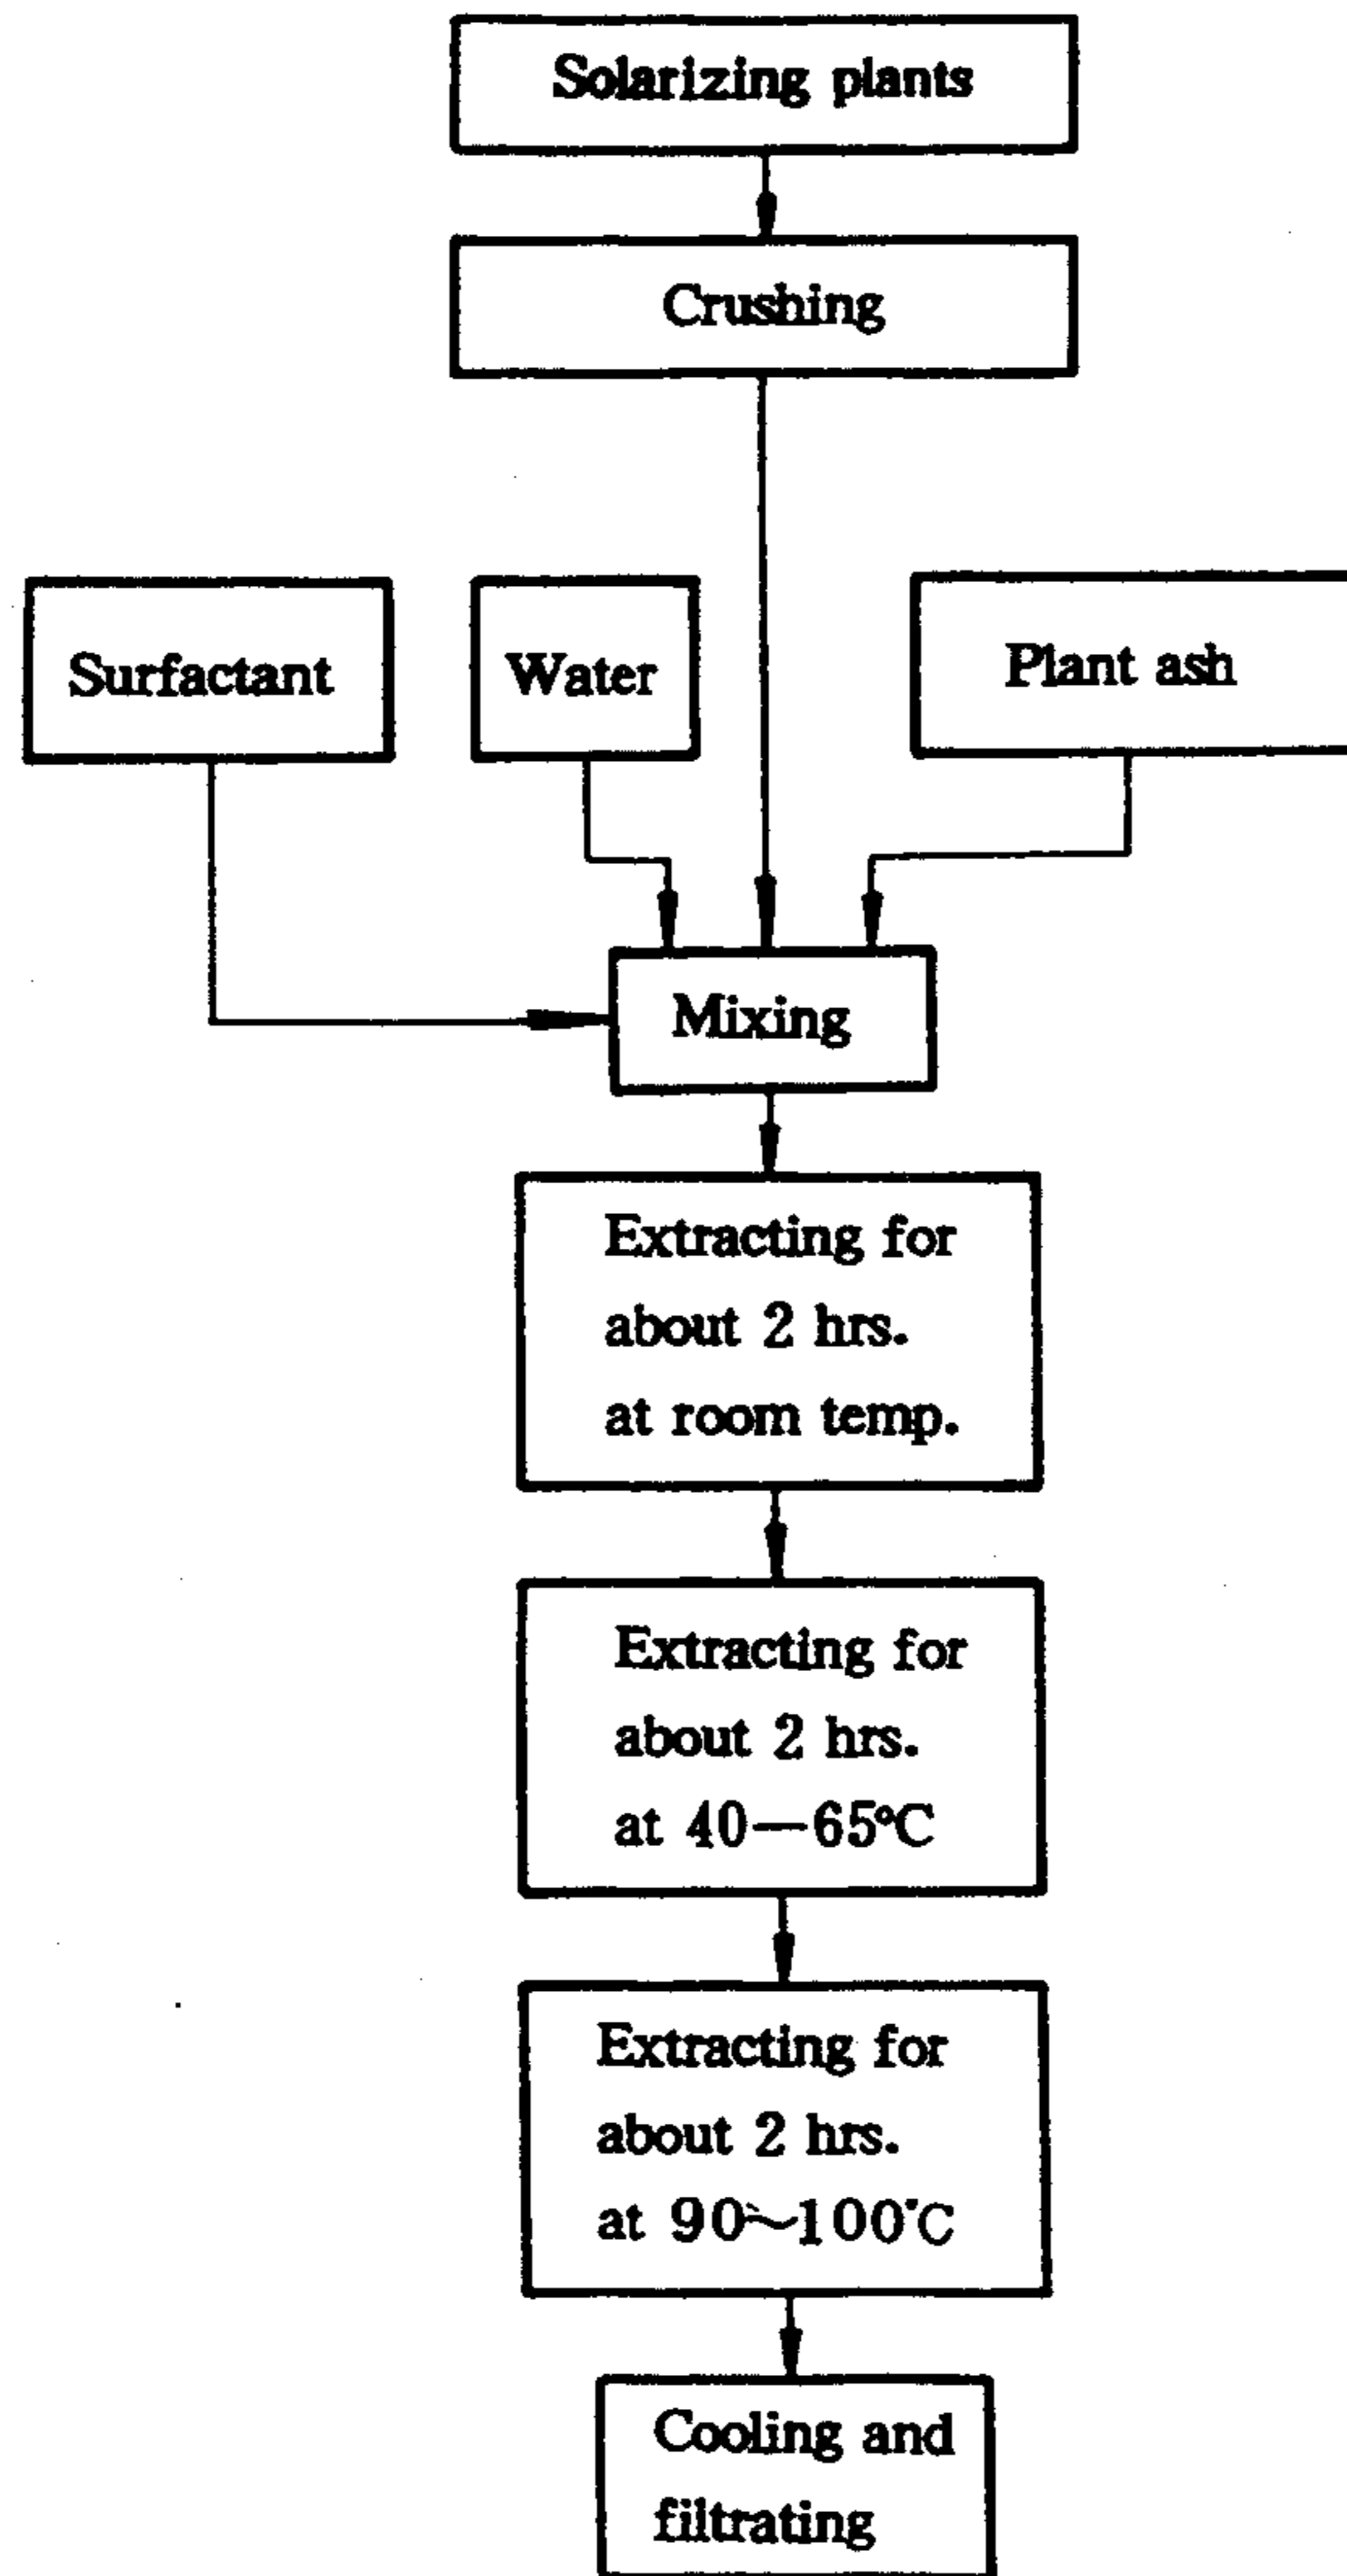 Solarizing plants
Crushing
Surfactant
Water
Plant ash
Mixing
Extracting for
about 2 hrs.
at room temp.
Extracting for
about 2 hrs.
at 40—65℃
Extracting for
about 2 hrs.
at 90~100℃
Cooling and
filtrating